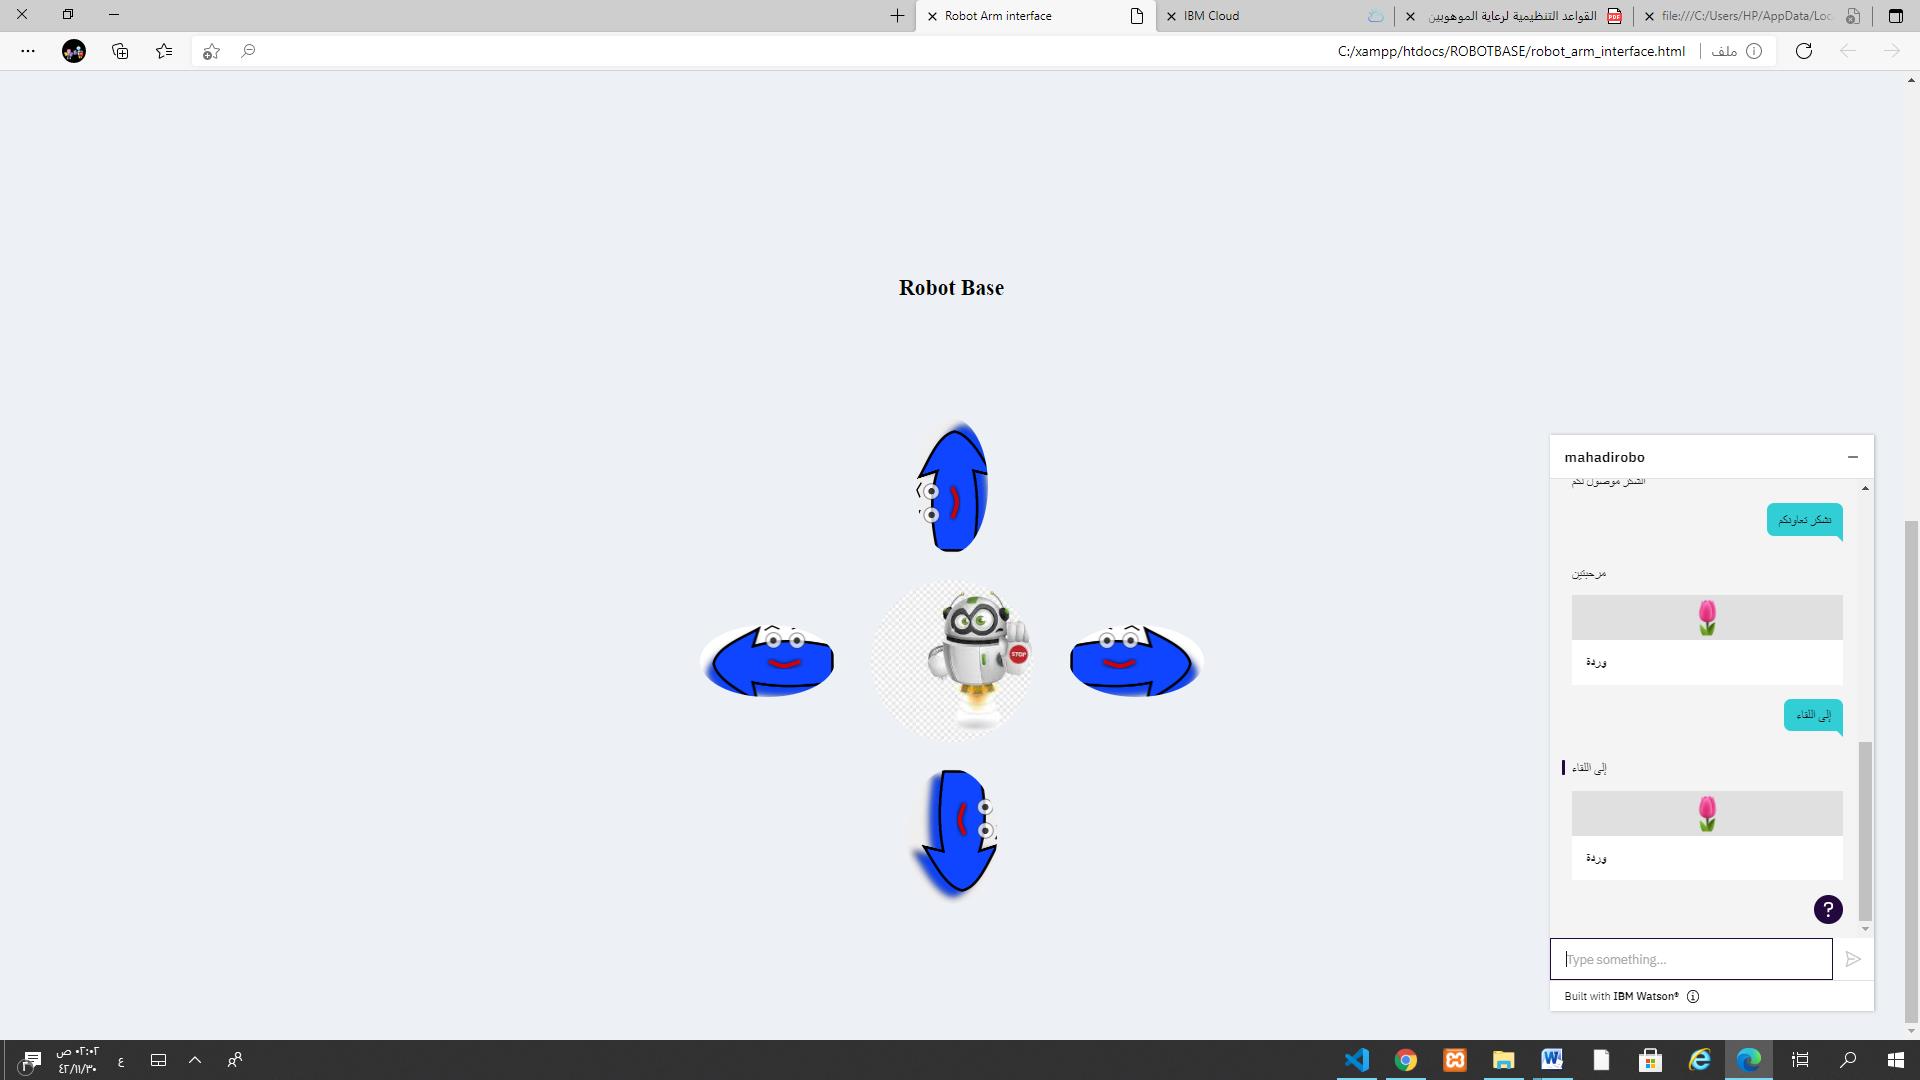 Robot Arm interface
IBM Cloud
القواعد التنظيمية لرعاية الموهوبين
file:///C:/Users/HP/AppData/Loc
C:/xampp/htdocs/ROBOTBASE/robot_arm_interface.html
ملف
Robot Base
STOP
mahadirobo
الشكر موصول لكم
نشكر تعاونكم
مرحبتين
وردة
إلى اللقاء
إلى اللقاء
وردة
?
Type something...
Built with IBM Watson®
٠٢:٠٢ ص
٤٢/١١/٣٠
ع